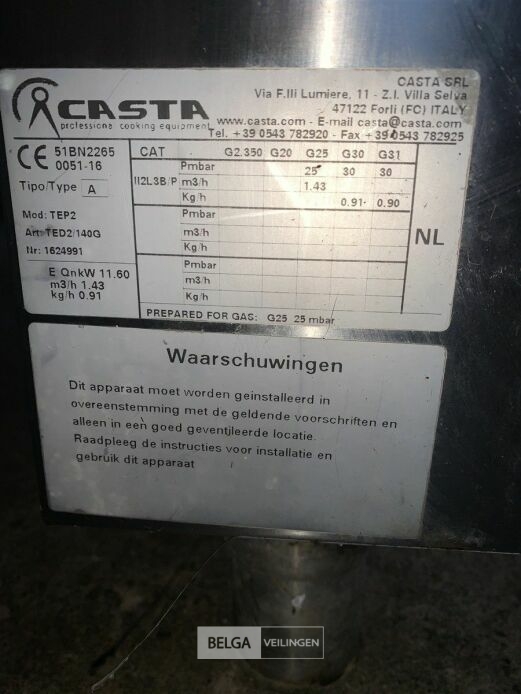 CASTA
professional cooking equipment
CASTA SRL
Via F.lli Lumiere, 11 - Z.I. Villa Selva
47122 Forli (FC) ITALY
www.casta.com - E-mail casta@casta.com
Tel. +39 0543 782920 - Fax +39 0543 782925
CE 51BN2265
0051-16
Tipo/Type A
Mod: TEP2
Art: TED2/140G
Nr: 1624991
E QnkW 11.60
m3/h 1.43
kg/h 0.91
CAT G2.350 G20 G25 G30 G31
II2L3B/P Pmbar 25 30 30
m3/h 1.43
Kg/h 0.91 0.90
Pmbar
m3/h
Kg/h
Pmbar
m3/h
Kg/h
NL
PREPARED FOR GAS: G25 25 mbar
Waarschuwingen
Dit apparaat moet worden geinstalleerd in
overeenstemming met de geldende voorschriften en
alleen in een goed geventileerde locatie.
Raadpleeg de instructies voor installatie en
gebruik dit apparaat
BELGA VEILINGEN